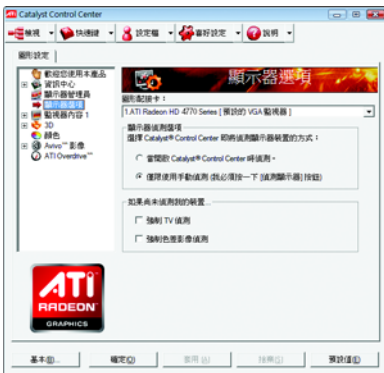 Catalyst Control Center
檢視 快速鍵 設定檔 喜好設定 說明
圖形設定
歡迎您使用本產品
資訊中心
顯示器管理員
顯示器選項
監視器內容 1
3D
顏色
Avivo™ 影像
ATI Overdrive™
顯示器選項
圖形配接卡：
1.ATI Radeon HD 4770 Series [ 預設的 VGA 監視器 ]
顯示器偵測選項
選擇 Catalyst® Control Center 即將偵測顯示器裝置的方式：
當開啟 Catalyst® Control Center 時偵測。
僅限使用手動偵測 (我必須按一下 [偵測顯示器] 按鈕)
如果尚未偵測我的裝置...
強制 TV 偵測
強制色差影像偵測
ATI
RADEON
GRAPHICS
基本(B)...
確定(O)
套用(A)
捨棄(S)
預設值(D)